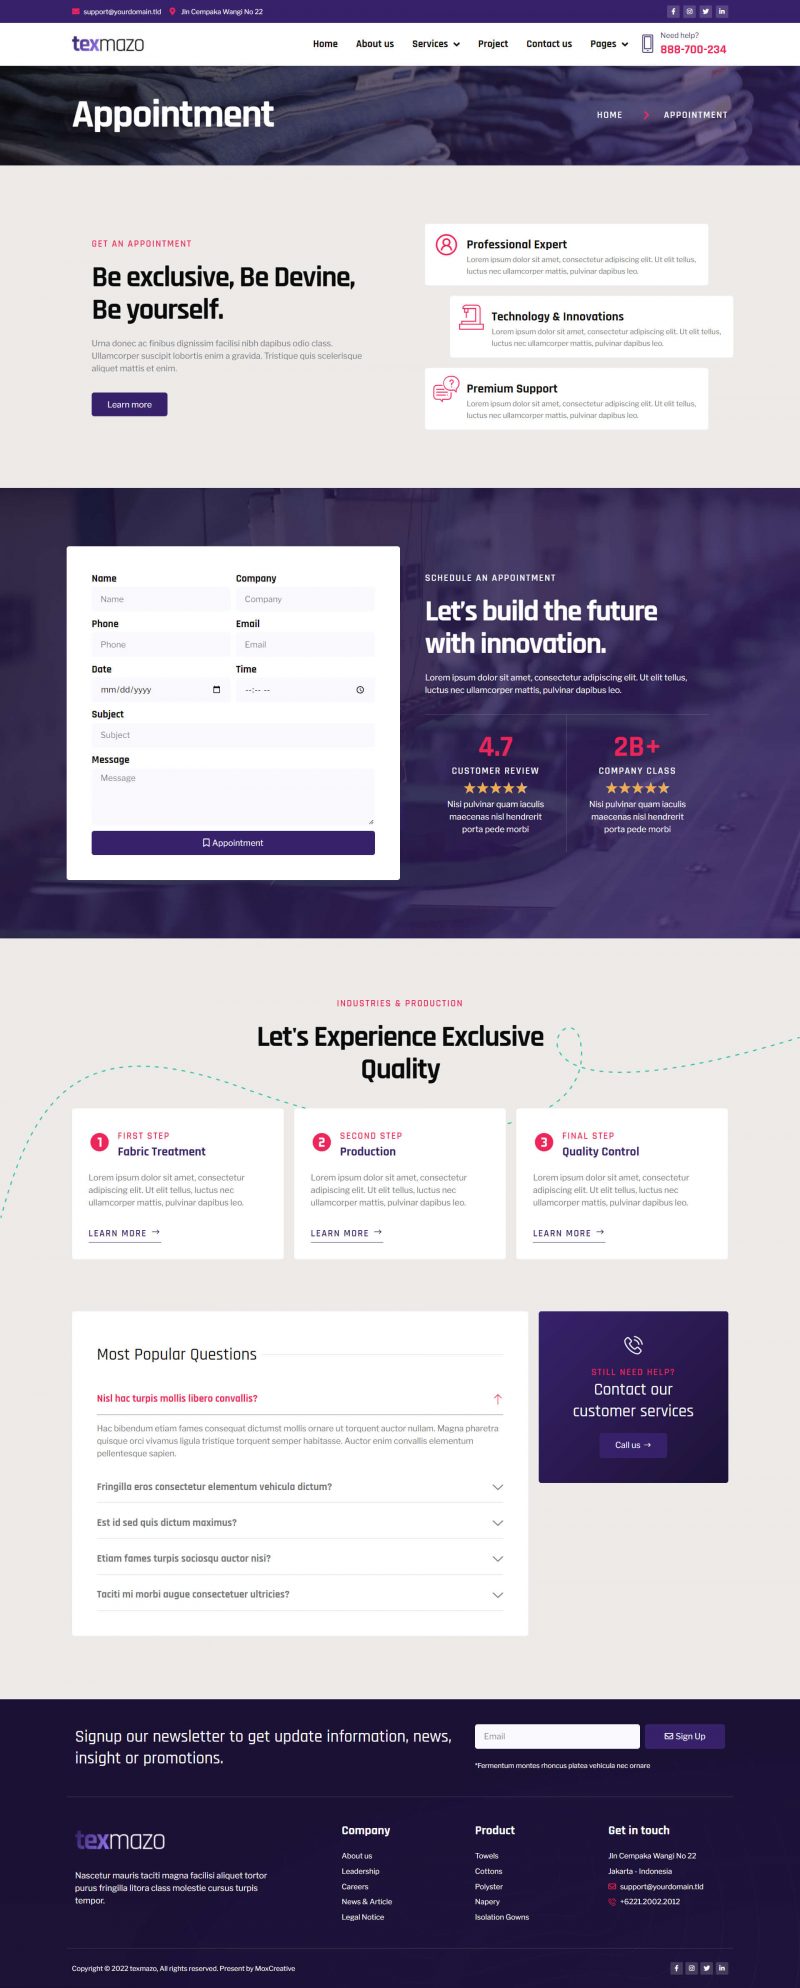 support@yourdomain.tld
Jln Cempaka Wangi No 22
texmazo
Home
About us
Services
Project
Contact us
Pages
Need help?
888-700-234
Appointment
HOME
APPOINTMENT
GET AN APPOINTMENT
Be exclusive, Be Devine,
Be yourself.
Urna donec ac finibus dignissim facilisi nibh dapibus odio class.
Ullamcorper suscipit lobortis enim a gravida. Tristique quis scelerisque
aliquet mattis et enim.
Learn more
Professional Expert
Lorem ipsum dolor sit amet, consectetur adipiscing elit. Ut elit tellus,
luctus nec ullamcorper mattis, pulvinar dapibus leo.
Technology & Innovations
Lorem ipsum dolor sit amet, consectetur adipiscing elit. Ut elit tellus,
luctus nec ullamcorper mattis, pulvinar dapibus leo.
Premium Support
Lorem ipsum dolor sit amet, consectetur adipiscing elit. Ut elit tellus,
luctus nec ullamcorper mattis, pulvinar dapibus leo.
Name
Company
Name
Company
Phone
Email
Phone
Email
Date
Time
mm/dd/yyyy
--:-- --
Subject
Subject
Message
Message
Appointment
SCHEDULE AN APPOINTMENT
Let's build the future
with innovation.
Lorem ipsum dolor sit amet, consectetur adipiscing elit. Ut elit tellus,
luctus nec ullamcorper mattis, pulvinar dapibus leo.
4.7
CUSTOMER REVIEW
Nisi pulvinar quam iaculis
maecenas nisl hendrerit
porta pede morbi
2B+
COMPANY CLASS
Nisi pulvinar quam iaculis
maecenas nisl hendrerit
porta pede morbi
INDUSTRIES & PRODUCTION
Let's Experience Exclusive
Quality
1
FIRST STEP
Fabric Treatment
Lorem ipsum dolor sit amet, consectetur
adipiscing elit. Ut elit tellus, luctus nec
ullamcorper mattis, pulvinar dapibus leo.
LEARN MORE →
2
SECOND STEP
Production
Lorem ipsum dolor sit amet, consectetur
adipiscing elit. Ut elit tellus, luctus nec
ullamcorper mattis, pulvinar dapibus leo.
LEARN MORE →
3
FINAL STEP
Quality Control
Lorem ipsum dolor sit amet, consectetur
adipiscing elit. Ut elit tellus, luctus nec
ullamcorper mattis, pulvinar dapibus leo.
LEARN MORE →
Most Popular Questions
Nisl hac turpis mollis libero convallis?
Hac bibendum etiam fames consequat dictumst mollis ornare ut torquent auctor nullam. Magna pharetra
quisque orci vivamus ligula tristique torquent semper habitasse. Auctor enim convallis elementum
pellentesque sapien.
Fringilla eros consectetur elementum vehicula dictum?
Est id sed quis dictum maximus?
Etiam fames turpis sociosqu auctor nisi?
Taciti mi morbi augue consectetuer ultricies?
STILL NEED HELP?
Contact our
customer services
Call us →
Signup our newsletter to get update information, news,
insight or promotions.
Email
Sign Up
*Fermentum montes rhoncus platea vehicula nec ornare
texmazo
Nascetur mauris taciti magna facilisi aliquet tortor
purus fringilla litora class molestie cursus turpis
tempor.
Company
About us
Leadership
Careers
News & Article
Legal Notice
Product
Towels
Cottons
Polyster
Napery
Isolation Gowns
Get in touch
Jln Cempaka Wangi No 22
Jakarta - Indonesia
support@yourdomain.tld
+6221.2002.2012
Copyright © 2022 texmazo, All rights reserved. Present by MoxCreative